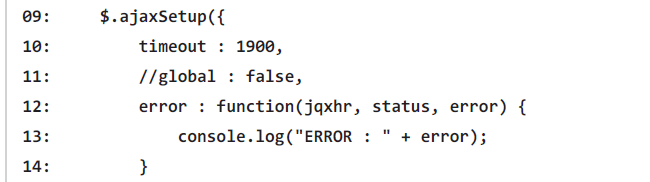 09:     $.ajaxSetup({
10:         timeout : 1900,
11:         //global : false,
12:         error : function(jqxhr, status, error) {
13:             console.log("ERROR : " + error);
14:         }